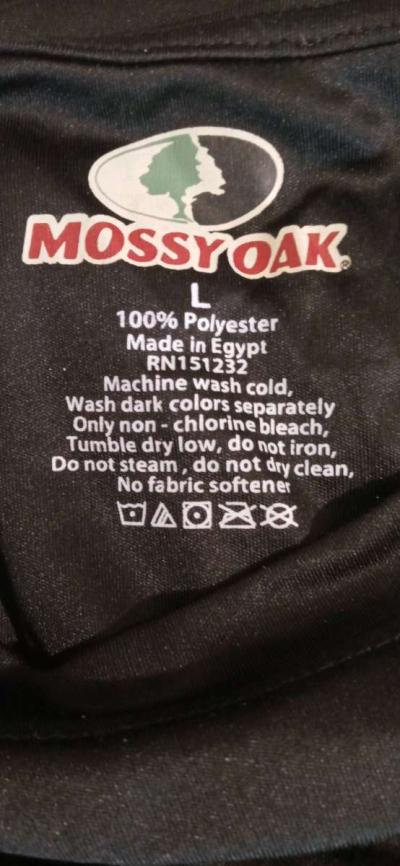 MOSSY OAK®
L
100% Polyester
Made in Egypt
RN151232
Machine wash cold,
Wash dark colors separately
Only non - chlorine bleach,
Tumble dry low, do not iron,
Do not steam , do not dry clean,
No fabric softener